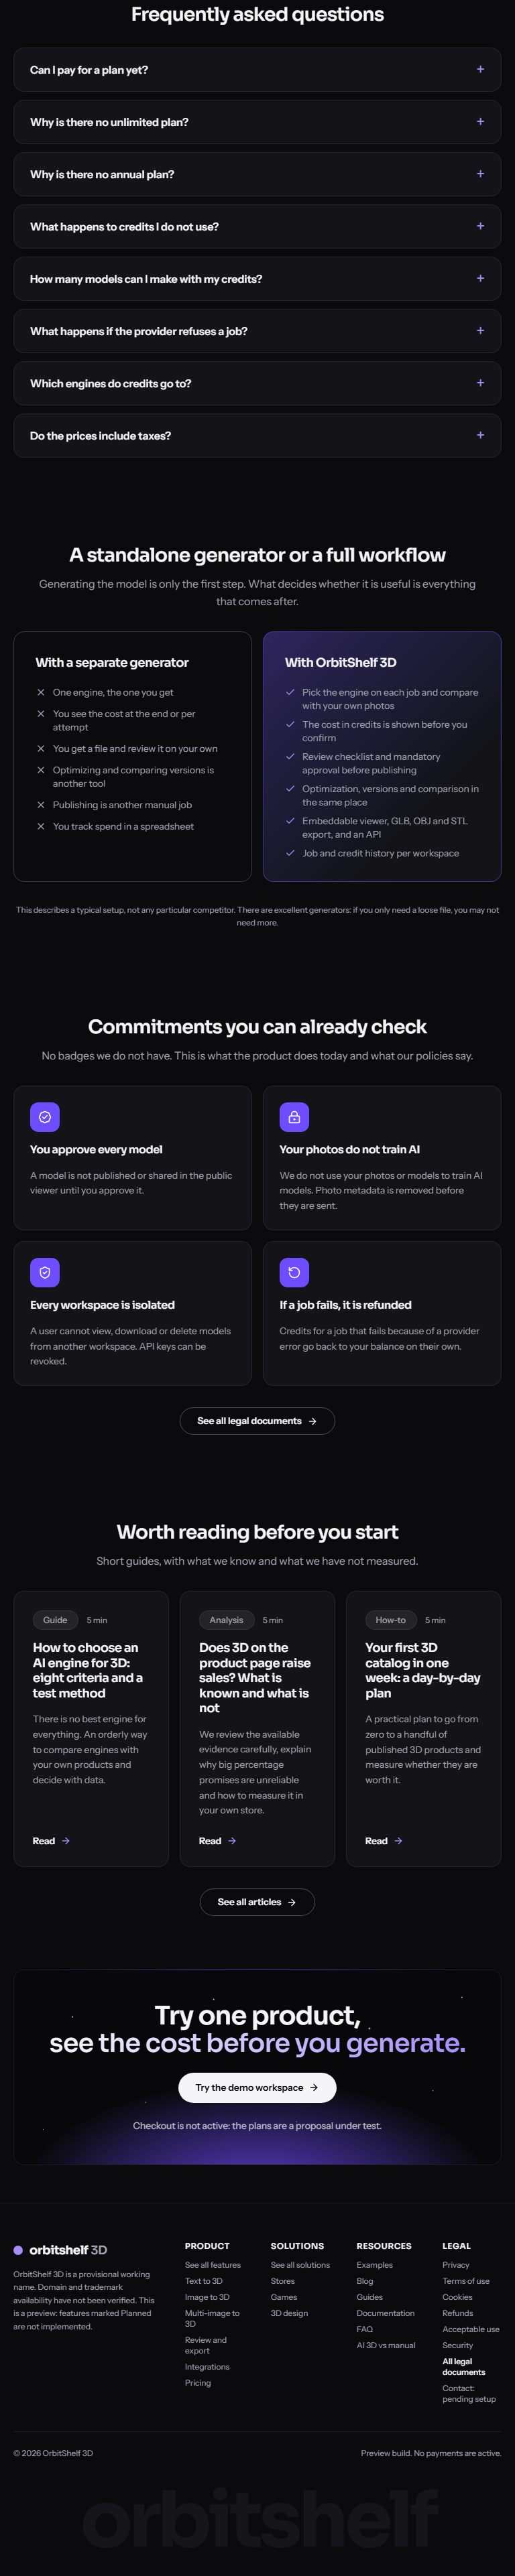 Frequently asked questions
Can I pay for a plan yet?
Why is there no unlimited plan?
Why is there no annual plan?
What happens to credits I do not use?
How many models can I make with my credits?
What happens if the provider refuses a job?
Which engines do credits go to?
Do the prices include taxes?
A standalone generator or a full workflow
Generating the model is only the first step. What decides whether it is useful is everything
that comes after.
With a separate generator
One engine, the one you get
You see the cost at the end or per
attempt
You get a file and review it on your own
Optimizing and comparing versions is
another tool
Publishing is another manual job
You track spend in a spreadsheet
With OrbitShelf 3D
Pick the engine on each job and compare
with your own photos
The cost in credits is shown before you
confirm
Review checklist and mandatory
approval before publishing
Optimization, versions and comparison in
the same place
Embeddable viewer, GLB, OBJ and STL
export, and an API
Job and credit history per workspace
This describes a typical setup, not any particular competitor. There are excellent generators: if you only need a loose file, you may not
need more.
Commitments you can already check
No badges we do not have. This is what the product does today and what our policies say.
You approve every model
A model is not published or shared in the public
viewer until you approve it.
Your photos do not train AI
We do not use your photos or models to train AI
models. Photo metadata is removed before
they are sent.
Every workspace is isolated
A user cannot view, download or delete models
from another workspace. API keys can be
revoked.
If a job fails, it is refunded
Credits for a job that fails because of a provider
error go back to your balance on their own.
See all legal documents
Worth reading before you start
Short guides, with what we know and what we have not measured.
Guide 5 min
How to choose an
AI engine for 3D:
eight criteria and a
test method
There is no best engine for
everything. An orderly way
to compare engines with
your own products and
decide with data.
Read
Analysis 5 min
Does 3D on the
product page raise
sales? What is
known and what is
not
We review the available
evidence carefully, explain
why big percentage
promises are unreliable
and how to measure it in
your own store.
Read
How-to 5 min
Your first 3D
catalog in one
week: a day-by-day
plan
A practical plan to go from
zero to a handful of
published 3D products and
measure whether they are
worth it.
Read
See all articles
Try one product,
see the cost before you generate.
Try the demo workspace
Checkout is not active: the plans are a proposal under test.
orbitshelf 3D
OrbitShelf 3D is a provisional working
name. Domain and trademark
availability have not been verified. This
is a preview: features marked Planned
are not implemented.
PRODUCT
See all features
Text to 3D
Image to 3D
Multi-image to
3D
Review and
export
Integrations
Pricing
SOLUTIONS
See all solutions
Stores
Games
3D design
RESOURCES
Examples
Blog
Guides
Documentation
FAQ
AI 3D vs manual
LEGAL
Privacy
Terms of use
Cookies
Refunds
Acceptable use
Security
All legal
documents
Contact:
pending setup
© 2026 OrbitShelf 3D
Preview build. No payments are active.
orbitshelf